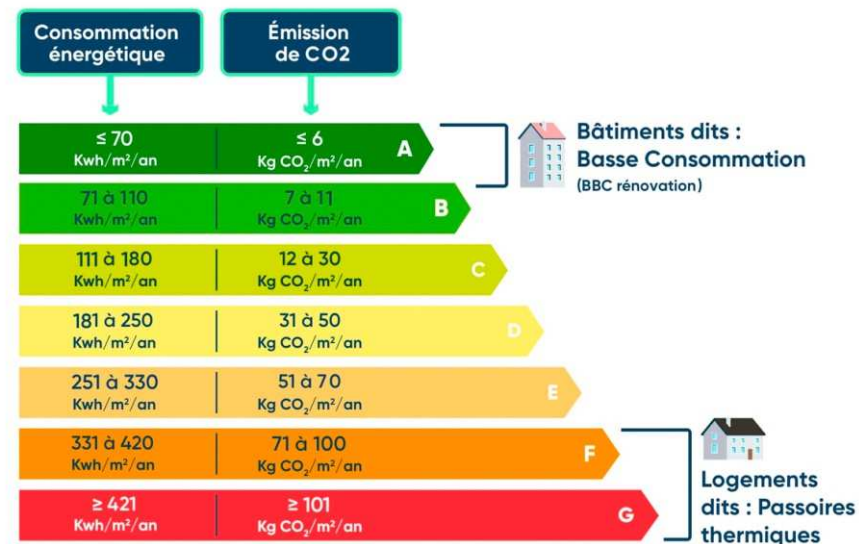 Consommation
énergétique
Émission
de CO2
≤ 70
Kwh/m²/an
≤ 6
Kg CO₂/m²/an
A
71 à 110
Kwh/m²/an
7 à 11
Kg CO₂/m²/an
B
111 à 180
Kwh/m²/an
12 à 30
Kg CO₂/m²/an
C
181 à 250
Kwh/m²/an
31 à 50
Kg CO₂/m²/an
D
251 à 330
Kwh/m²/an
51 à 70
Kg CO₂/m²/an
E
331 à 420
Kwh/m²/an
71 à 100
Kg CO₂/m²/an
F
≥ 421
Kwh/m²/an
≥ 101
Kg CO₂/m²/an
G
Bâtiments dits :
Basse Consommation
(BBC rénovation)
Logements
dits : Passoires
thermiques